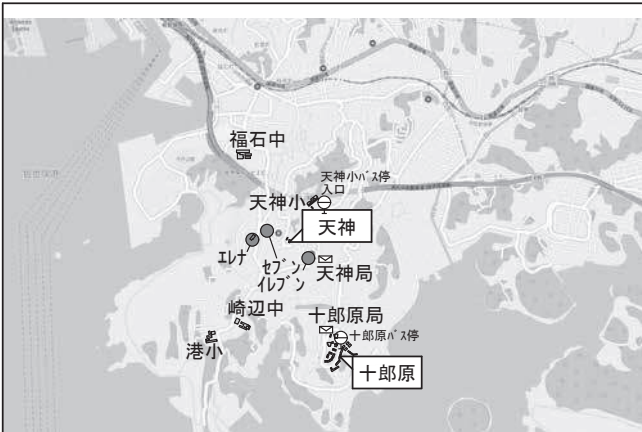 福石中
天神小バス停
入口
天神小
天神
エレナ
セブン
イレブン
天神局
崎辺中
十郎原局
港小
十郎原バス停
十郎原